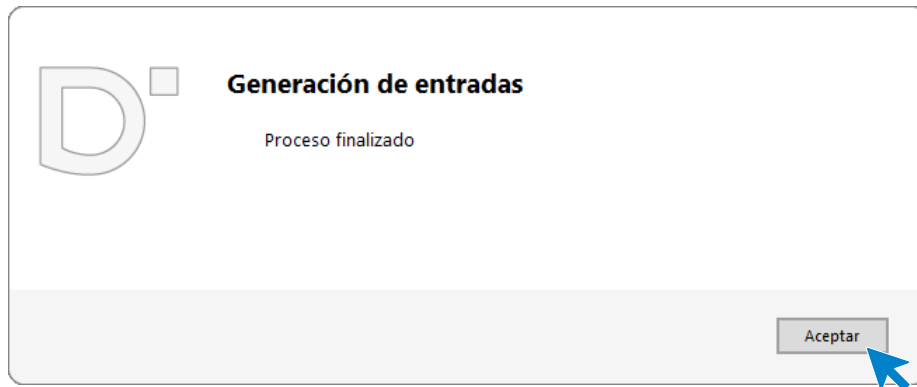 Generación de entradas
Proceso finalizado
Aceptar